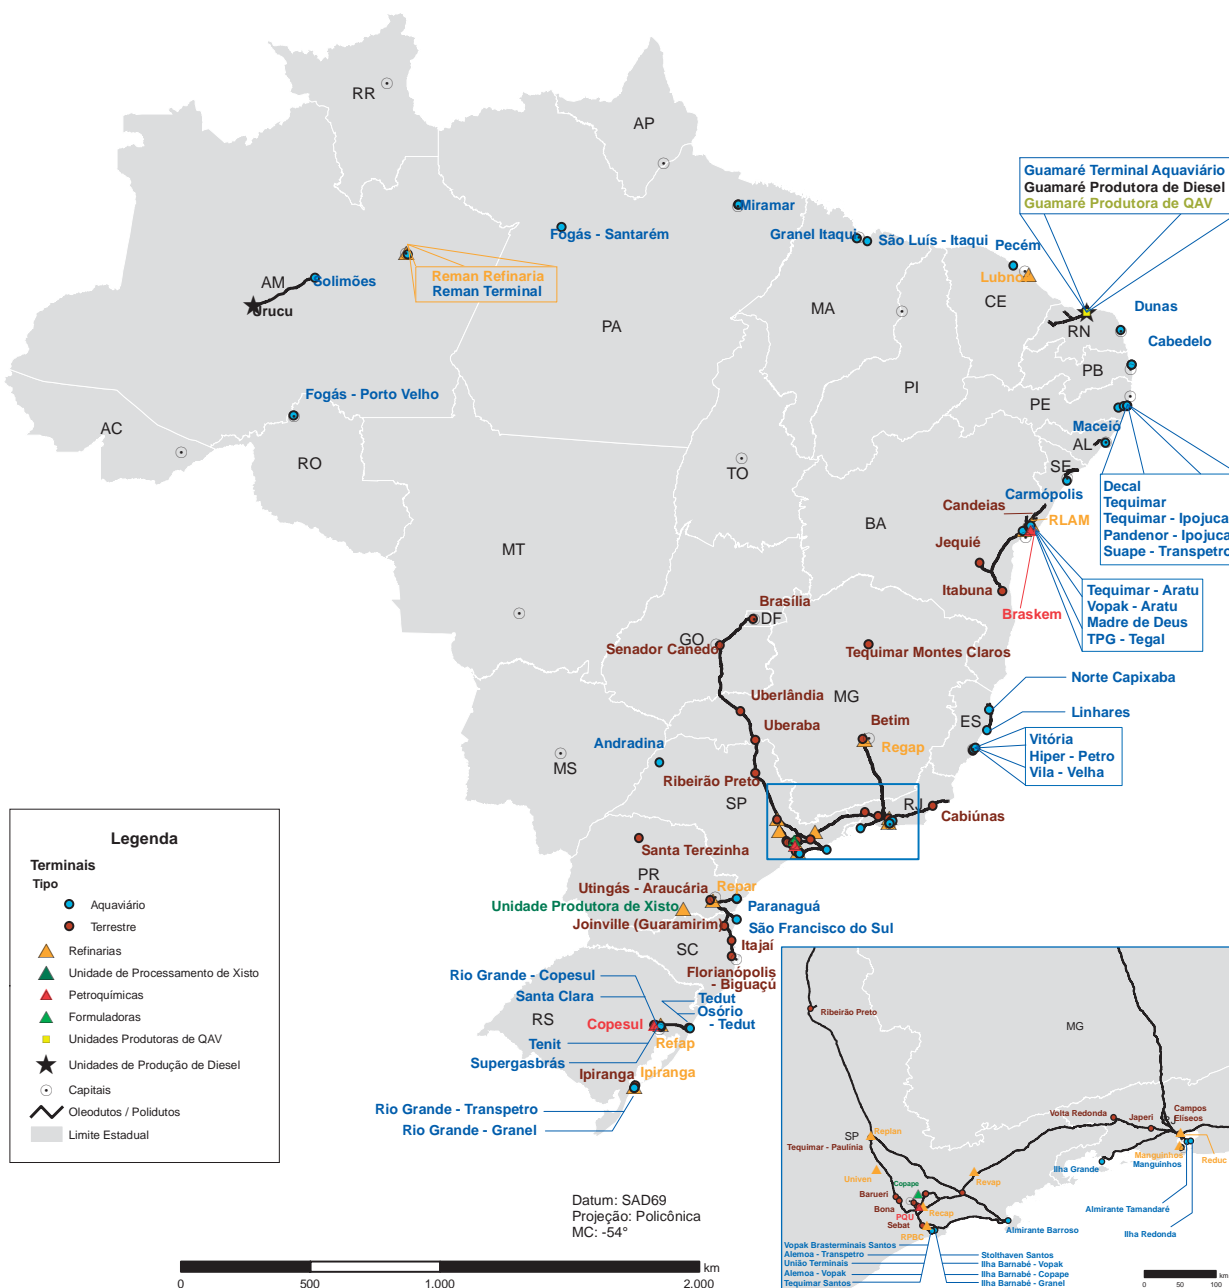 RR
AP
Guamaré Terminal Aquaviário
Guamaré Produtora de Diesel
Guamaré Produtora de QAV
Miramar
Fogás - Santarém
Granel Itaqui
São Luís - Itaqui
Pecém
Lubnor
Reman Refinaria
Reman Terminal
AM
Solimões
Urucu
PA
MA
CE
Dunas
RN
Cabedelo
PB
PI
PE
Fogás - Porto Velho
AC
RO
Maceió
AL
TO
SE
Carmópolis
Decal
Tequimar
Tequimar - Ipojuca
Pandenor - Ipojuca
Suape - Transpetro
Candeias
RLAM
BA
MT
Jequié
Itabuna
Braskem
Tequimar - Aratu
Vopak - Aratu
Madre de Deus
TPG - Tegal
Brasília
DF
GO
Senador Canedo
Tequimar Montes Claros
Norte Capixaba
Uberlândia
MG
Linhares
Uberaba
Betim
ES
Regap
Vitória
Hiper - Petro
Vila - Velha
Andradina
MS
Ribeirão Preto
SP
RJ
Cabiúnas
Santa Terezinha
PR
Utingás - Araucária
Repar
Unidade Produtora de Xisto
Paranaguá
Joinville (Guaramirim)
São Francisco do Sul
SC
Itajaí
Florianópolis
- Biguaçú
Rio Grande - Copesul
Santa Clara
Tedut
Osório
- Tedut
RS
Copesul
Refap
Tenit
Supergasbrás
Ipiranga
Ipiranga
Rio Grande - Transpetro
Rio Grande - Granel
Legenda
Terminais
Tipo
Aquaviário
Terrestre
Refinarias
Unidade de Processamento de Xisto
Petroquímicas
Formuladoras
Unidades Produtoras de QAV
Unidades de Produção de Diesel
Capitais
Oleodutos / Polidutos
Limite Estadual
Datum: SAD69
Projeção: Policônica
MC: -54°
km
0 500 1.000 2.000
Ribeirão Preto
MG
Volta Redonda
Japeri
Campos
Elíseos
SP
Replan
Tequimar - Paulínia
Manguinhos
Manguinhos
Reduc
Ilha Grande
Univen
Revap
Copape
Barueri
Bona
Recap
PQU
Sebat
RPBC
Almirante Barroso
Almirante Tamandaré
Ilha Redonda
Vopak Brasterminais Santos
Alemoa - Transpetro
União Terminais
Alemoa - Vopak
Tequimar Santos
Stolthaven Santos
Ilha Barnabé - Vopak
Ilha Barnabé - Copape
Ilha Barnabé - Granel
km
0 50 100